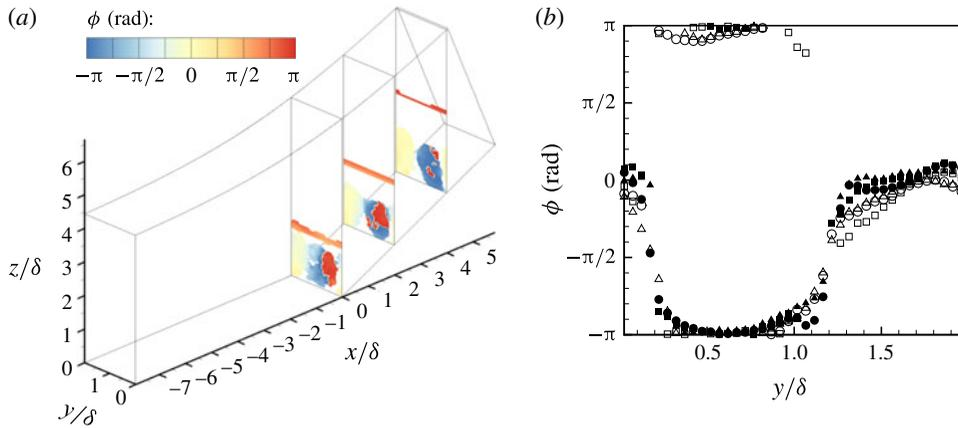 (a)
ϕ (rad):
−π −π/2 0 π/2 π
z/δ
6
5
4
3
2
1
0
y/δ
1 0
x/δ
−7 −6 −5 −4 −3 −2 −1 0 1 2 3 4 5
(b)
ϕ (rad)
π
π/2
0
−π/2
−π
0.5 1.0 1.5
y/δ